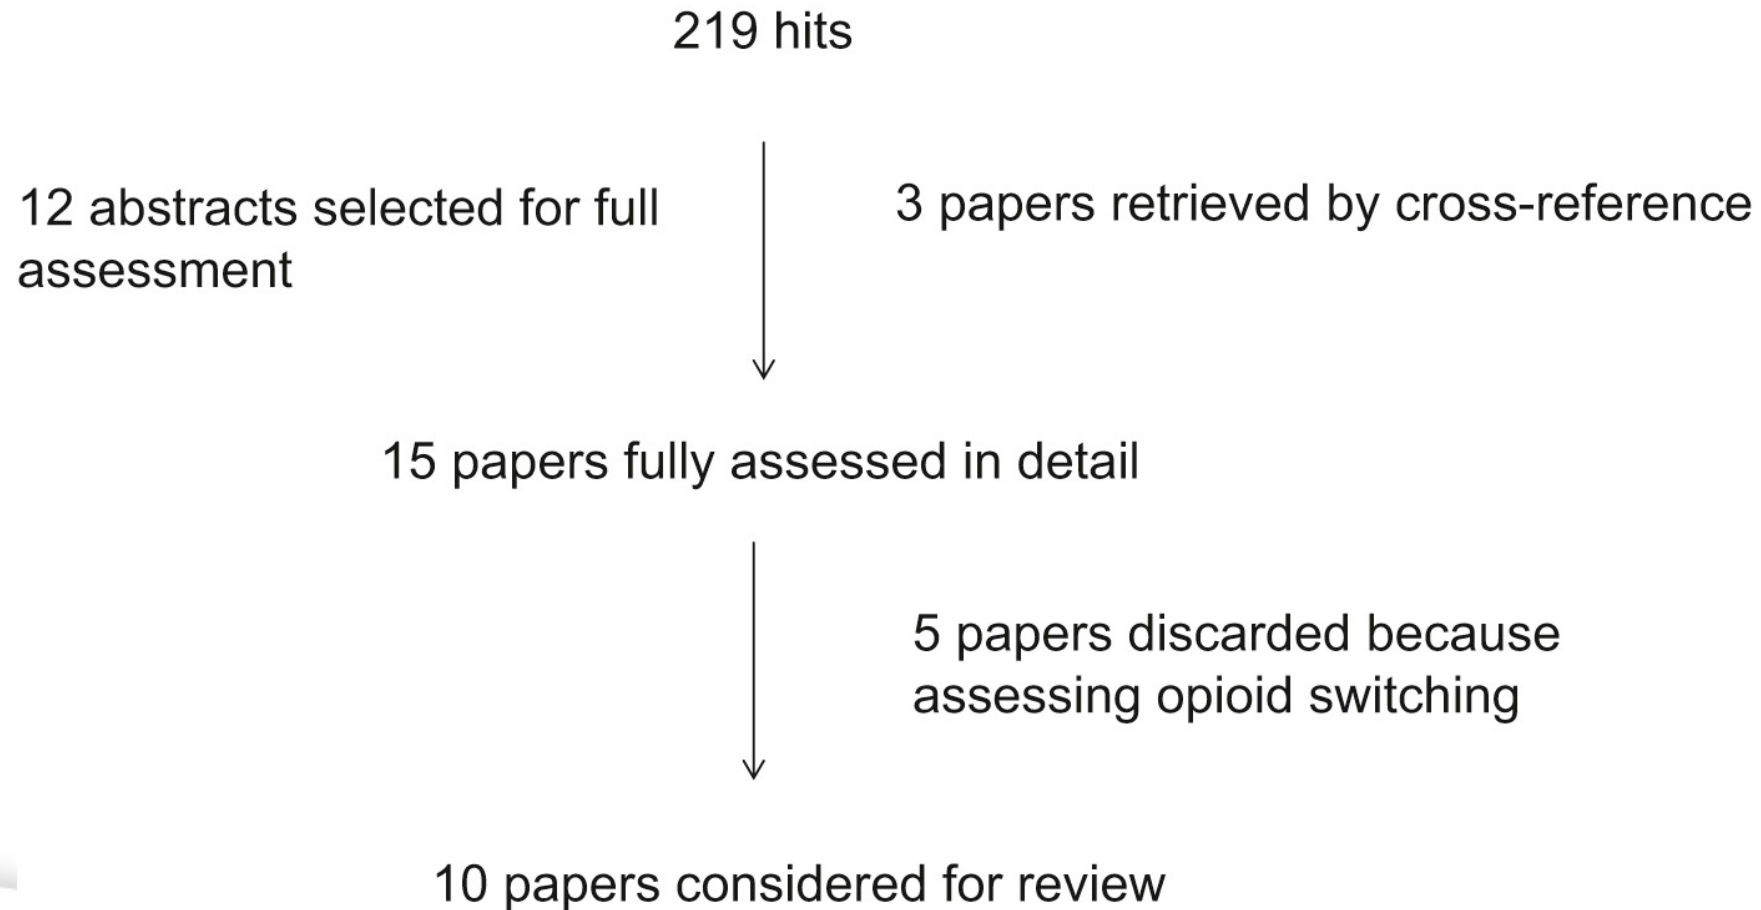 219 hits
12 abstracts selected for full
assessment
3 papers retrieved by cross-reference
15 papers fully assessed in detail
5 papers discarded because
assessing opioid switching
10 papers considered for review